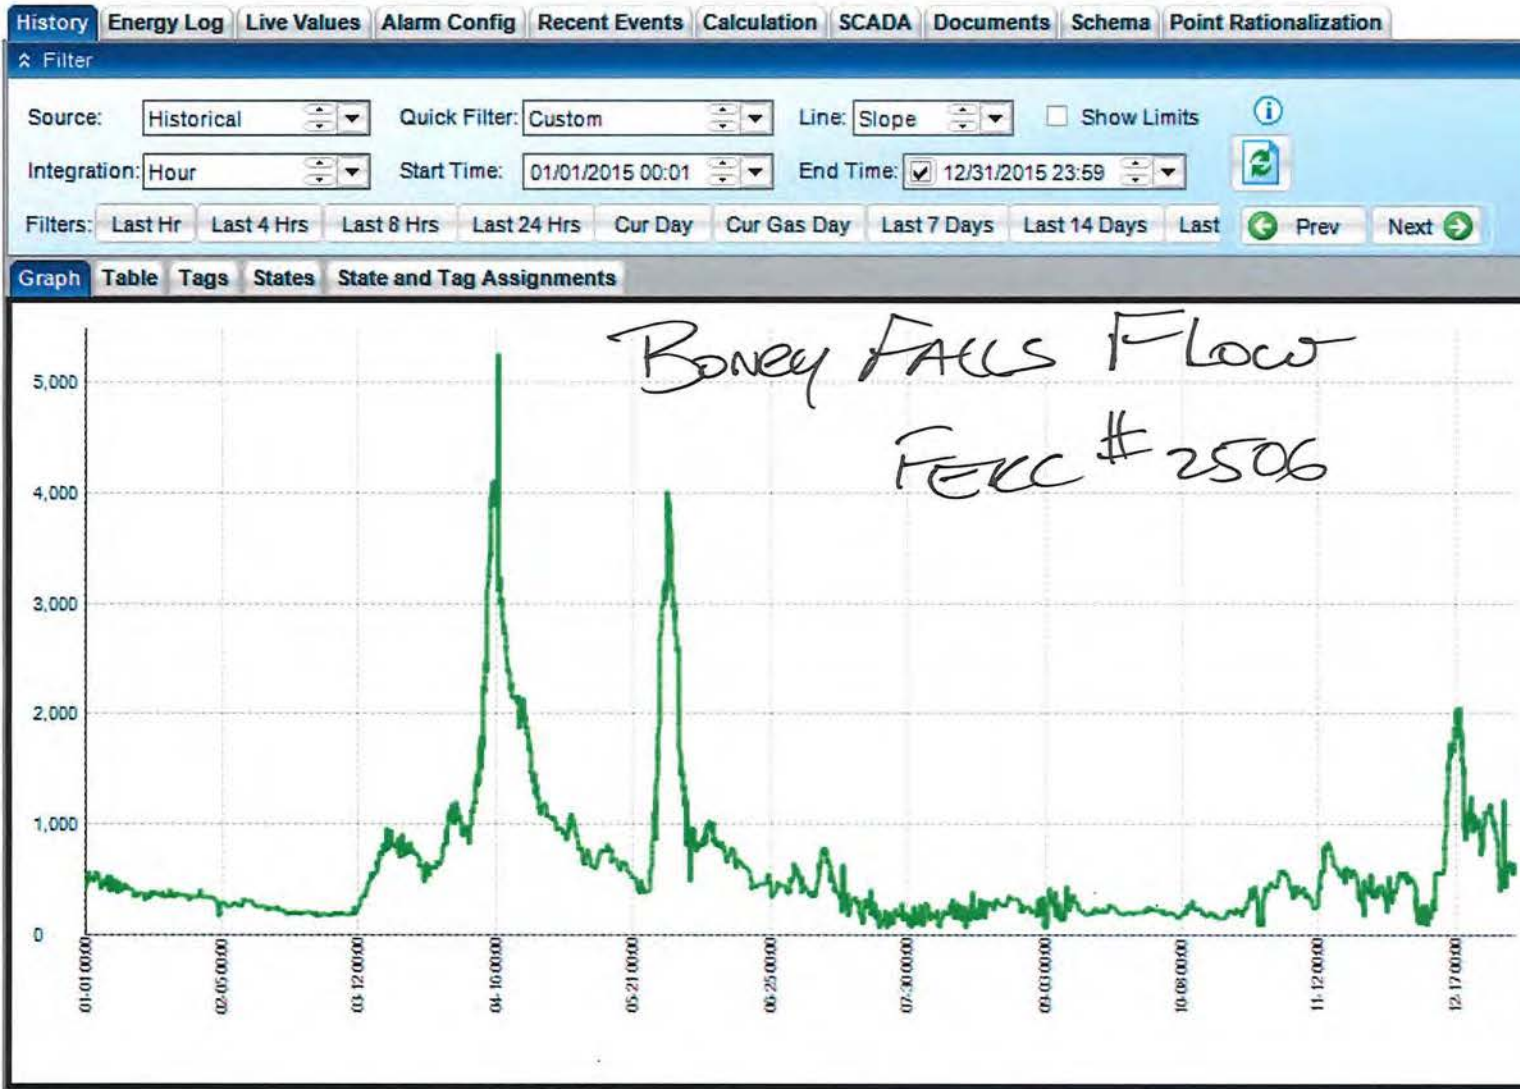 History Energy Log Live Values Alarm Config Recent Events Calculation SCADA Documents Schema Point Rationalization
Filter
Source: Historical Quick Filter: Custom Line: Slope Show Limits
Integration: Hour Start Time: 01/01/2015 00:01 End Time: 12/31/2015 23:59
Filters: Last Hr Last 4 Hrs Last 8 Hrs Last 24 Hrs Cur Day Cur Gas Day Last 7 Days Last 14 Days Last Prev Next
Graph Table Tags States State and Tag Assignments
Boney Falls Flow
FERC # 2506
5,000
4,000
3,000
2,000
1,000
0
01-01 00:00 02-05 00:00 03-12 00:00 04-16 00:00 05-21 00:00 06-25 00:00 07-30 00:00 09-03 00:00 10-08 00:00 11-12 00:00 12-17 00:00